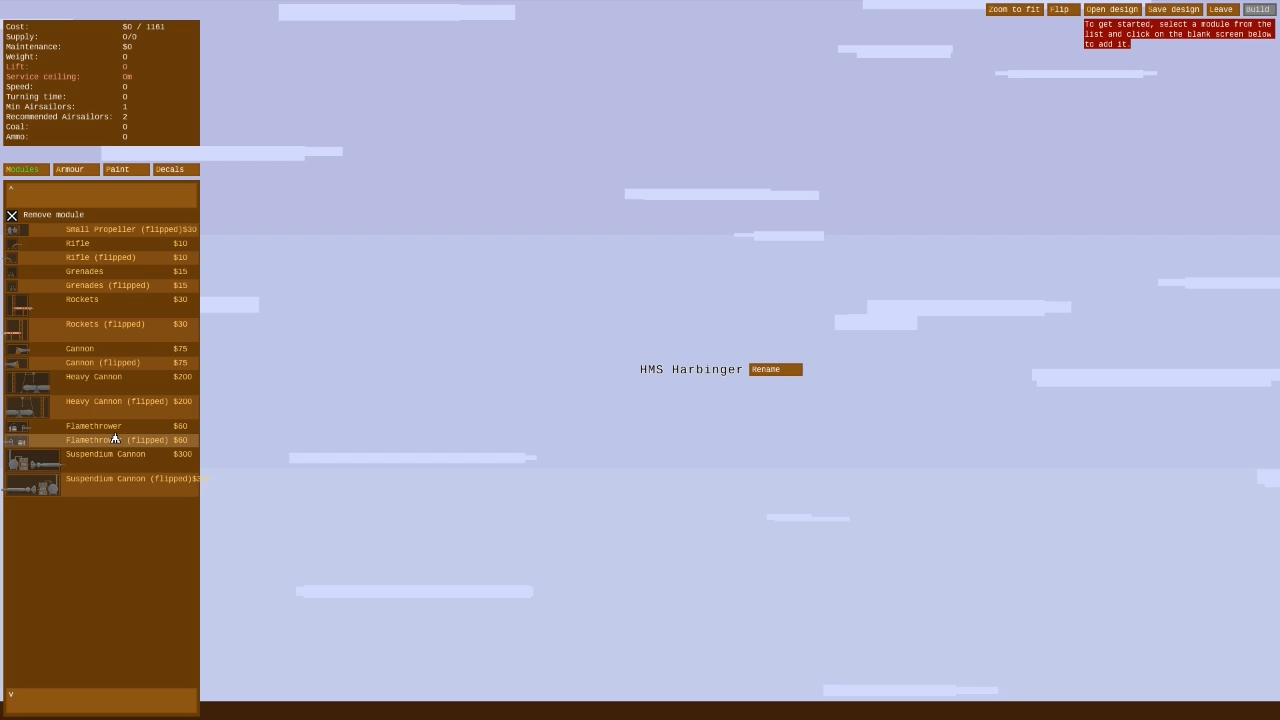 Cost: $0 / 1161
Supply: 0/0
Maintenance: $0
Weight: 0
Lift: 0
Service ceiling: 0m
Speed: 0
Turning time: 0
Min Airsailors: 1
Recommended Airsailors: 2
Coal: 0
Ammo: 0
Zoom to fit Flip Open design Save design Leave Build
To get started, select a module from the
list and click on the blank screen below
to add it.
Modules Armour Paint Decals
^
Remove module
Small Propeller (flipped)$30
Rifle $10
Rifle (flipped) $10
Grenades $15
Grenades (flipped) $15
Rockets $30
Rockets (flipped) $30
Cannon $75
Cannon (flipped) $75
Heavy Cannon $200
Heavy Cannon (flipped) $200
Flamethrower $60
Flamethrower (flipped) $60
Suspendium Cannon $300
Suspendium Cannon (flipped)
HMS Harbinger Rename
v